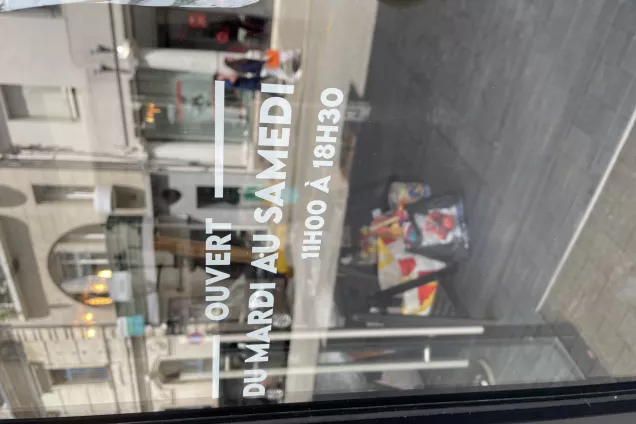 OUVERT
DU MARDI AU SAMEDI
11H00 À 18H30